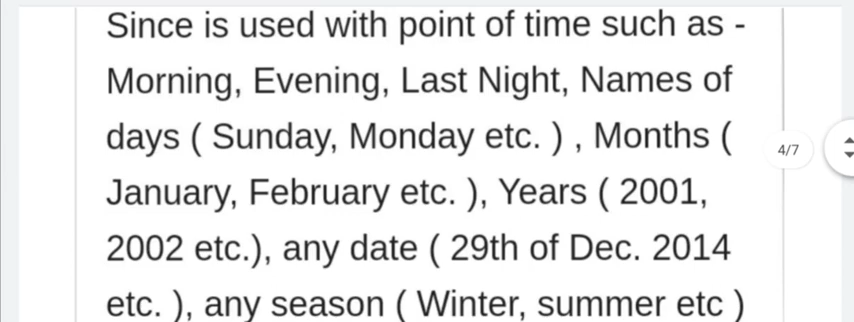 Since is used with point of time such as -
Morning, Evening, Last Night, Names of
days ( Sunday, Monday etc. ) , Months (
4/7
January, February etc. ), Years ( 2001,
2002 etc.), any date ( 29th of Dec. 2014
etc. ), any season ( Winter, summer etc )